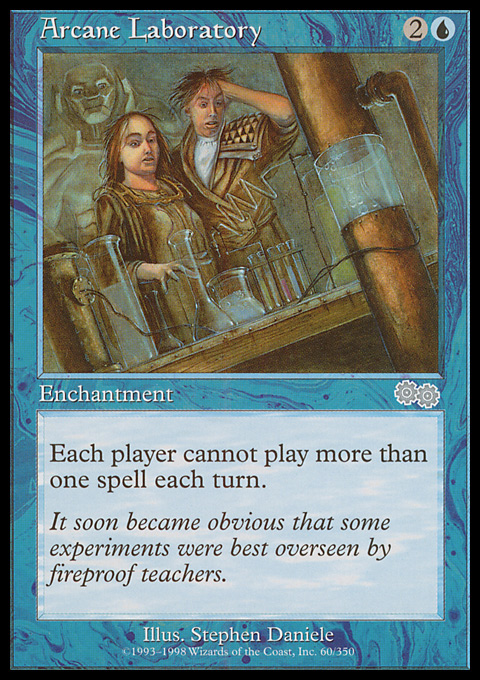 Arcane Laboratory 2
Enchantment
Each player cannot play more than
one spell each turn.
It soon became obvious that some
experiments were best overseen by
fireproof teachers.
Illus. Stephen Daniele
©1993–1998 Wizards of the Coast, Inc. 60/350